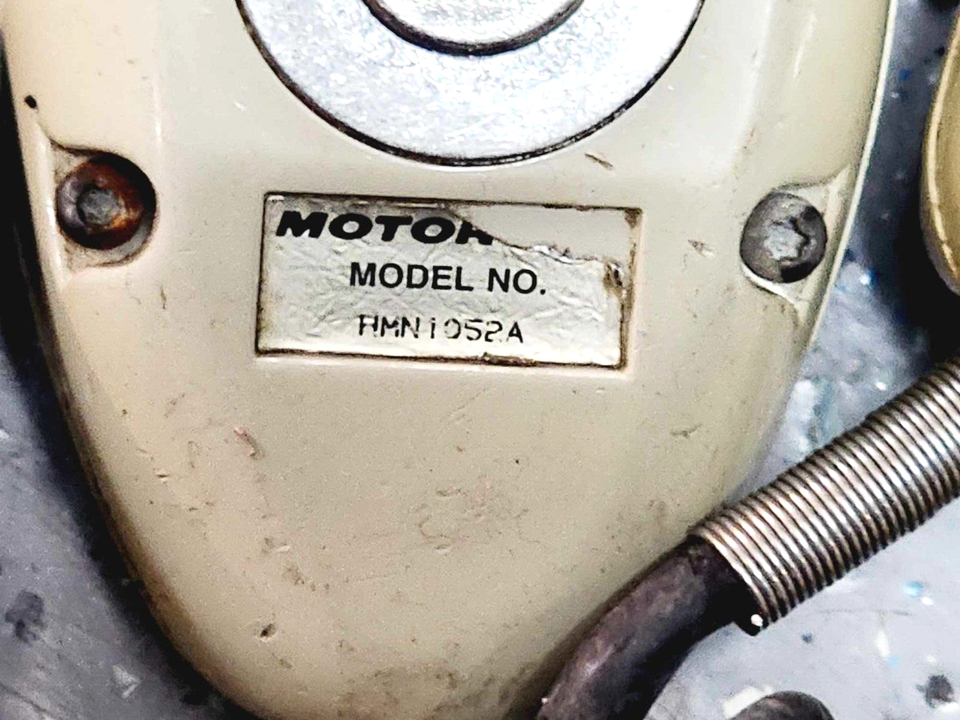 MOTOR
MODEL NO.
HMN1052A